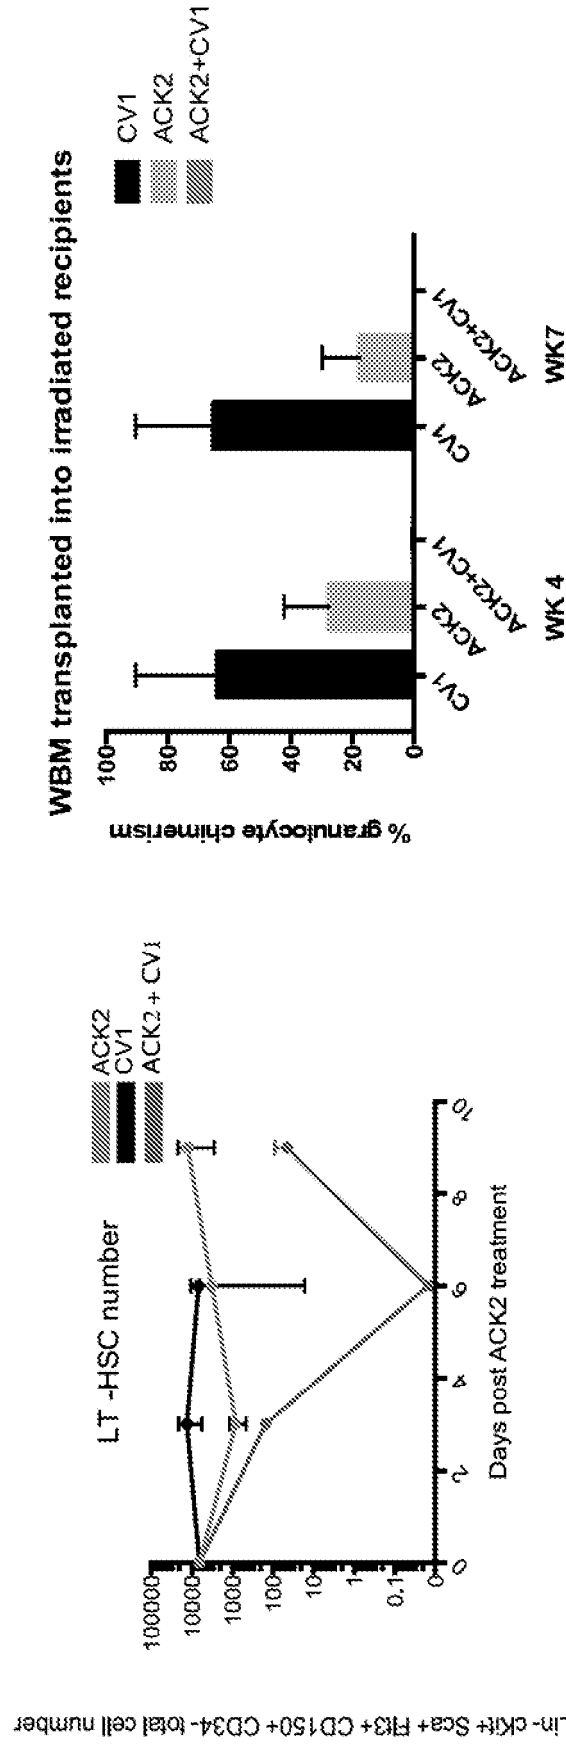 LT -HSC number
ACK2
CV1
ACK2 + CV1
100000
10000
1000
100
10
1
0.1
0
0
2
4
6
8
10
Days post ACK2 treatment
Lin- cKit+ Sca+ Flt3+ CD150+ CD34- total cell number
WBM transplanted into irradiated recipients
CV1
ACK2
ACK2+CV1
% granulocyte chimerism
100
80
60
40
20
0
CV1
ACK2
ACK2+CV1
CV1
ACK2
ACK2+CV1
WK 4
WK7